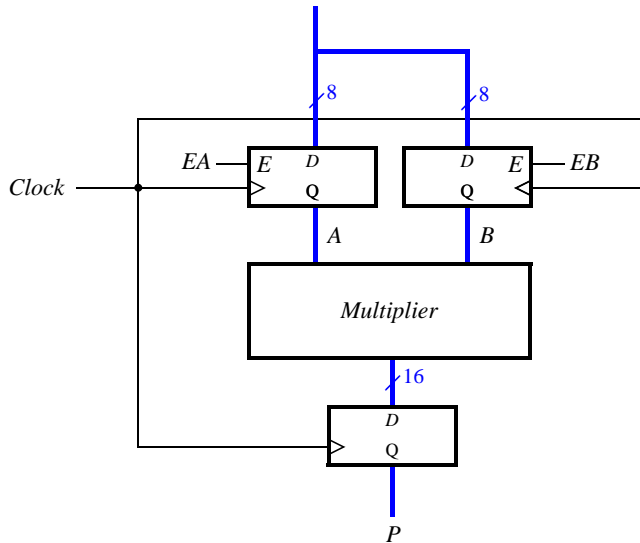 8 8
EA E D D E EB
Clock Q Q
A B
Multiplier
16
D
Q
P